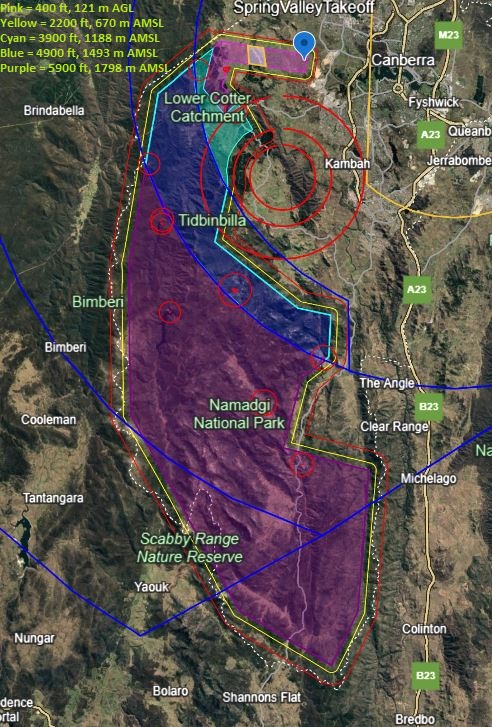 SpringValleyTakeoff
Pink = 400 ft, 121 m AGL
Yellow = 2200 ft, 670 m AMSL
Cyan = 3900 ft, 1188 m AMSL
Blue = 4900 ft, 1493 m AMSL
Purple = 5900 ft, 1798 m AMSL
M23
Canberra
Brindabella
Lower Cotter
Catchment
Fyshwick
A23
Queanb
Kambah
Jerrabombe
Tidbinbilla
A23
Bimberi
Bimberi
The Angle
Namadgi
National Park
B23
Cooleman
Clear Range
Na
Michelago
Tantangara
Scabby Range
Nature Reserve
Yaouk
Colinton
Nungar
B23
Bolaro
Shannons Flat
dence
ortal
Bredbo